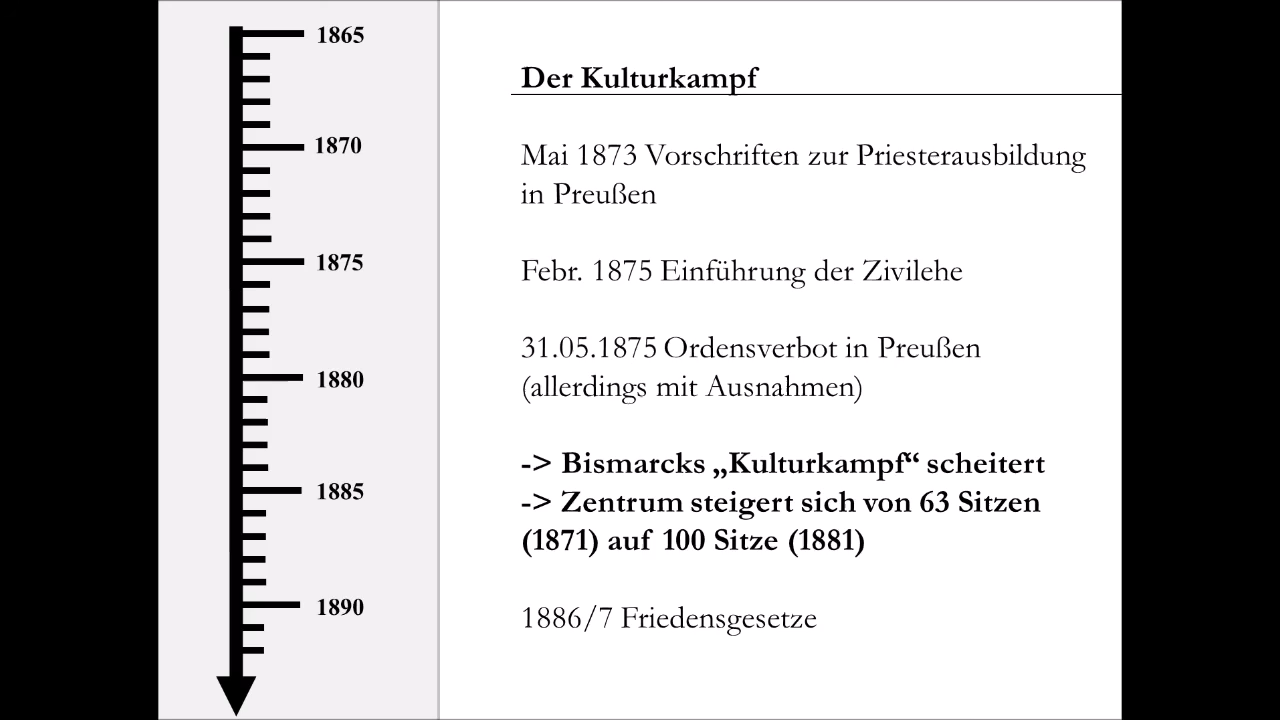 1865
1870
1875
1880
1885
1890
Der Kulturkampf
Mai 1873 Vorschriften zur Priesterausbildung
in Preußen
Febr. 1875 Einführung der Zivilehe
31.05.1875 Ordensverbot in Preußen
(allerdings mit Ausnahmen)
-> Bismarcks „Kulturkampf“ scheitert
-> Zentrum steigert sich von 63 Sitzen
(1871) auf 100 Sitze (1881)
1886/7 Friedensgesetze